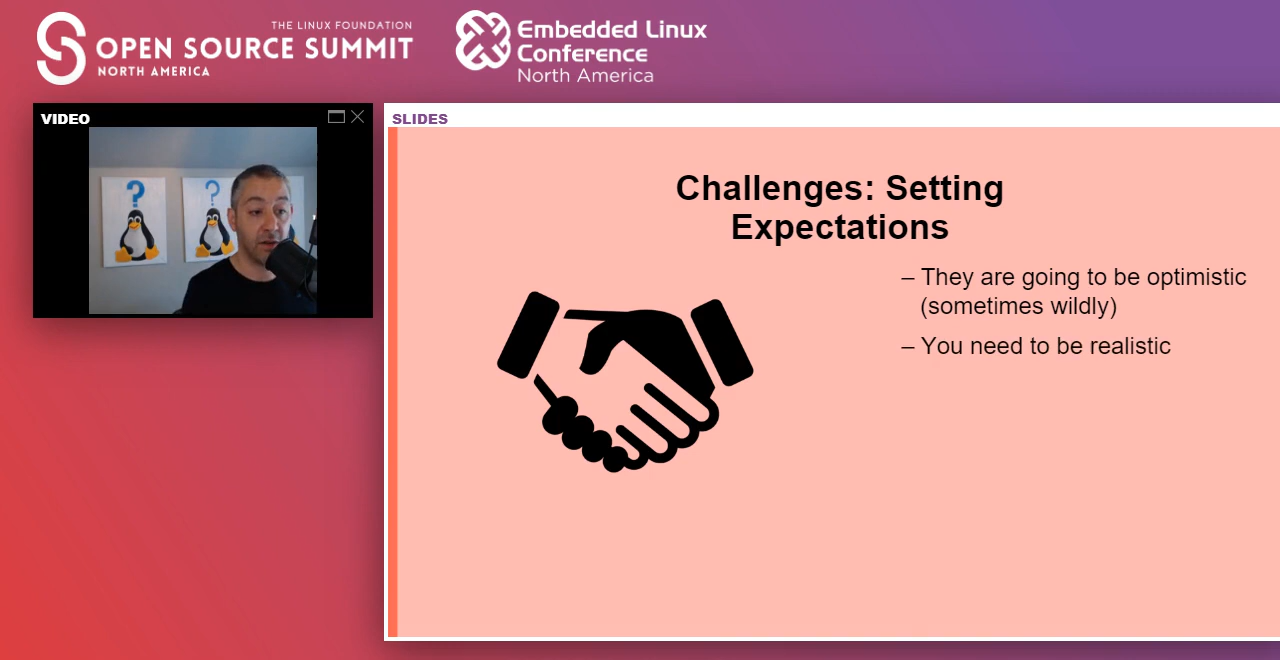 THE LINUX FOUNDATION
OPEN SOURCE SUMMIT
NORTH AMERICA
Embedded Linux
Conference
North America
VIDEO
SLIDES
Challenges: Setting
Expectations
– They are going to be optimistic
(sometimes wildly)
– You need to be realistic
? ?